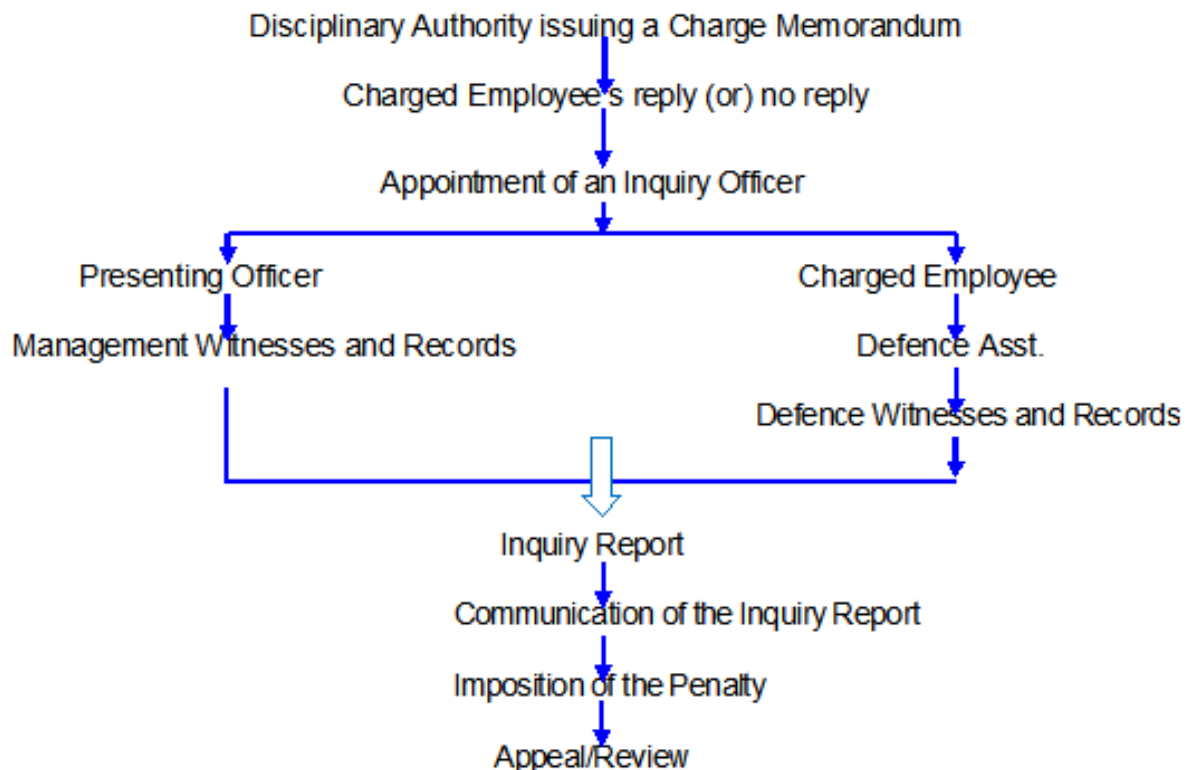 Disciplinary Authority issuing a Charge Memorandum
Charged Employee's reply (or) no reply
Appointment of an Inquiry Officer
Presenting Officer
Charged Employee
Management Witnesses and Records
Defence Asst.
Defence Witnesses and Records
Inquiry Report
Communication of the Inquiry Report
Imposition of the Penalty
Appeal/Review